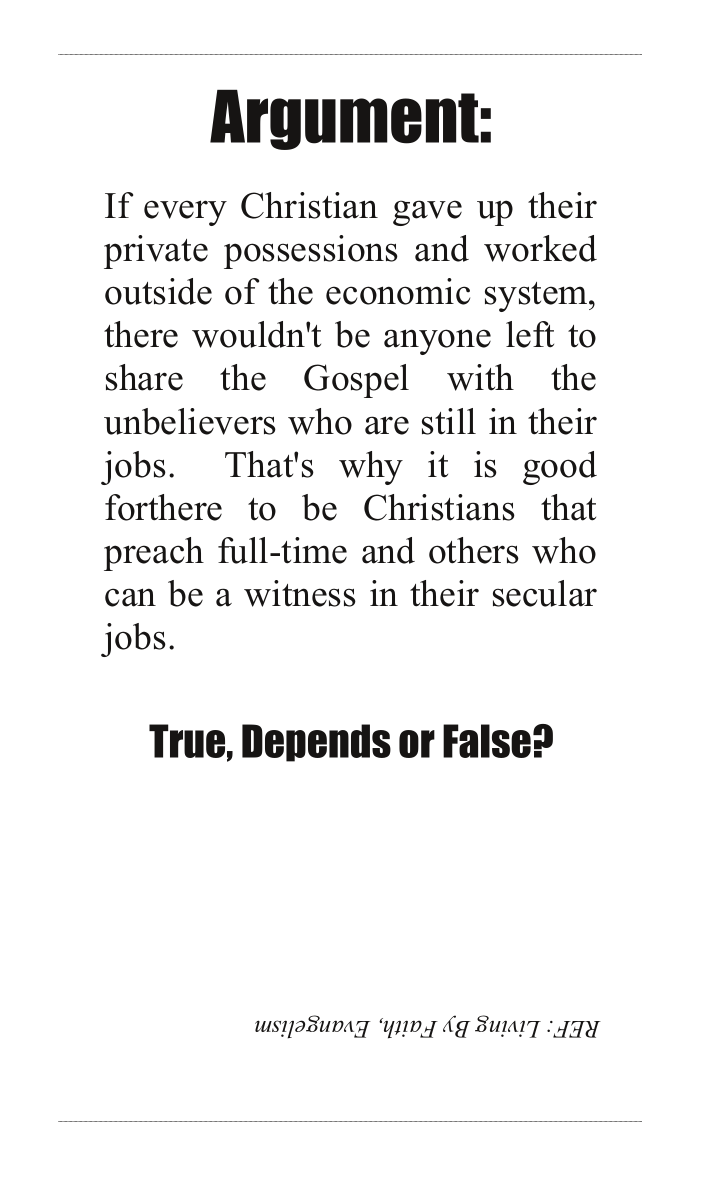 Argument:
If every Christian gave up their
private possessions and worked
outside of the economic system,
there wouldn't be anyone left to
share the Gospel with the
unbelievers who are still in their
jobs. That's why it is good
forthere to be Christians that
preach full-time and others who
can be a witness in their secular
jobs.
True, Depends or False?
REF: Living By Faith, Evangelism